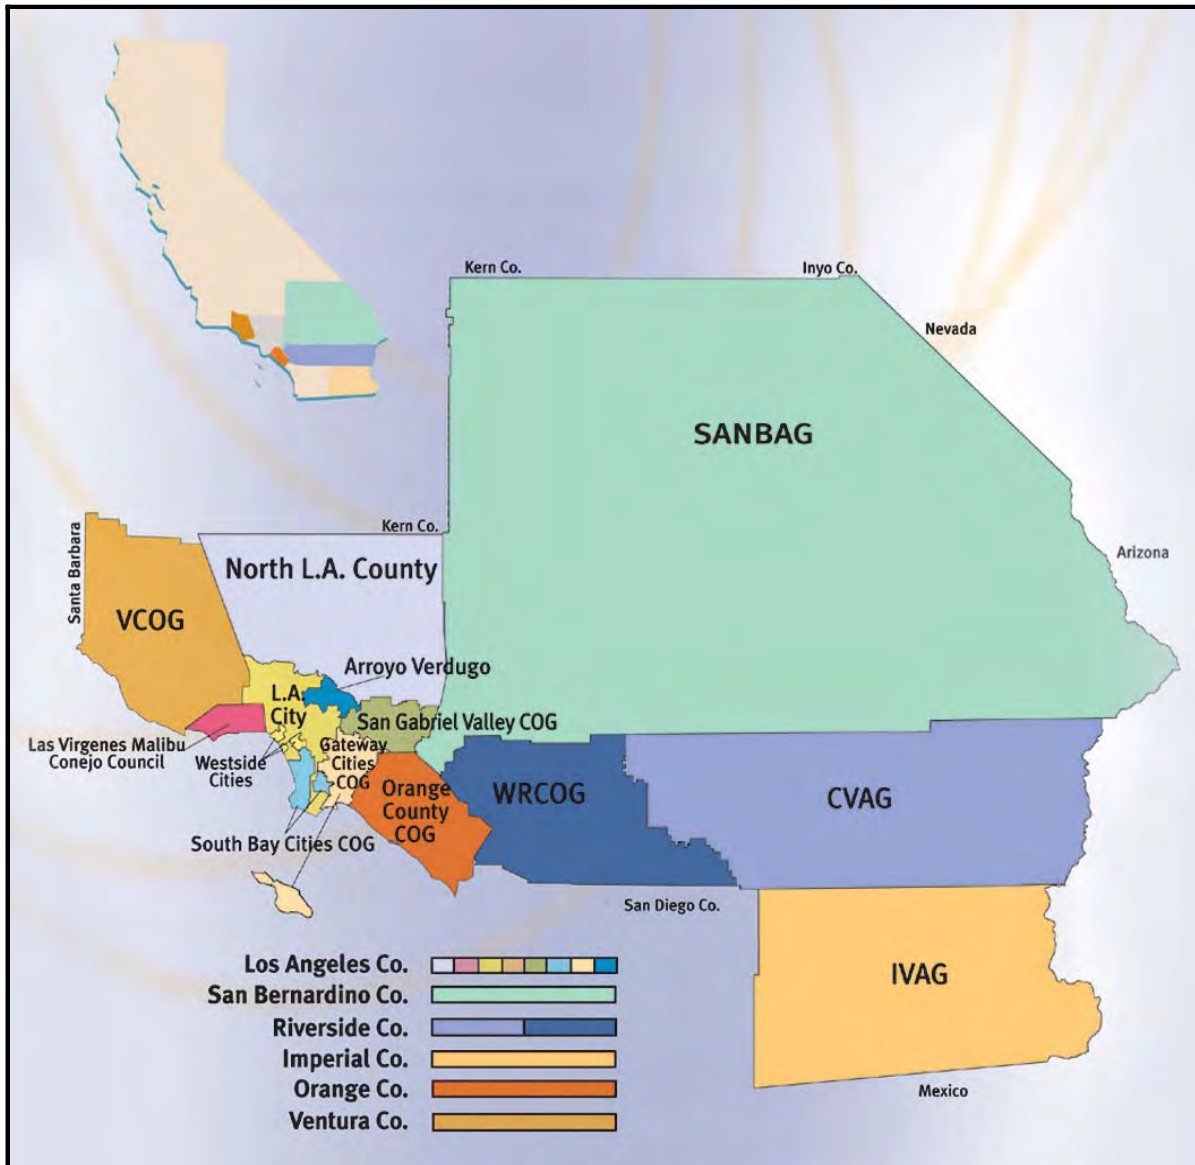 Kern Co.
Inyo Co.
Nevada
SANBAG
Santa Barbara
Kern Co.
Arizona
North L.A. County
VCOG
Arroyo Verdugo
L.A.
City
San Gabriel Valley COG
Las Virgenes Malibu
Conejo Council
Westside
Cities
Gateway
Cities
COG
Orange
County
COG
WRCOG
CVAG
South Bay Cities COG
San Diego Co.
IVAG
Mexico
Los Angeles Co.
San Bernardino Co.
Riverside Co.
Imperial Co.
Orange Co.
Ventura Co.